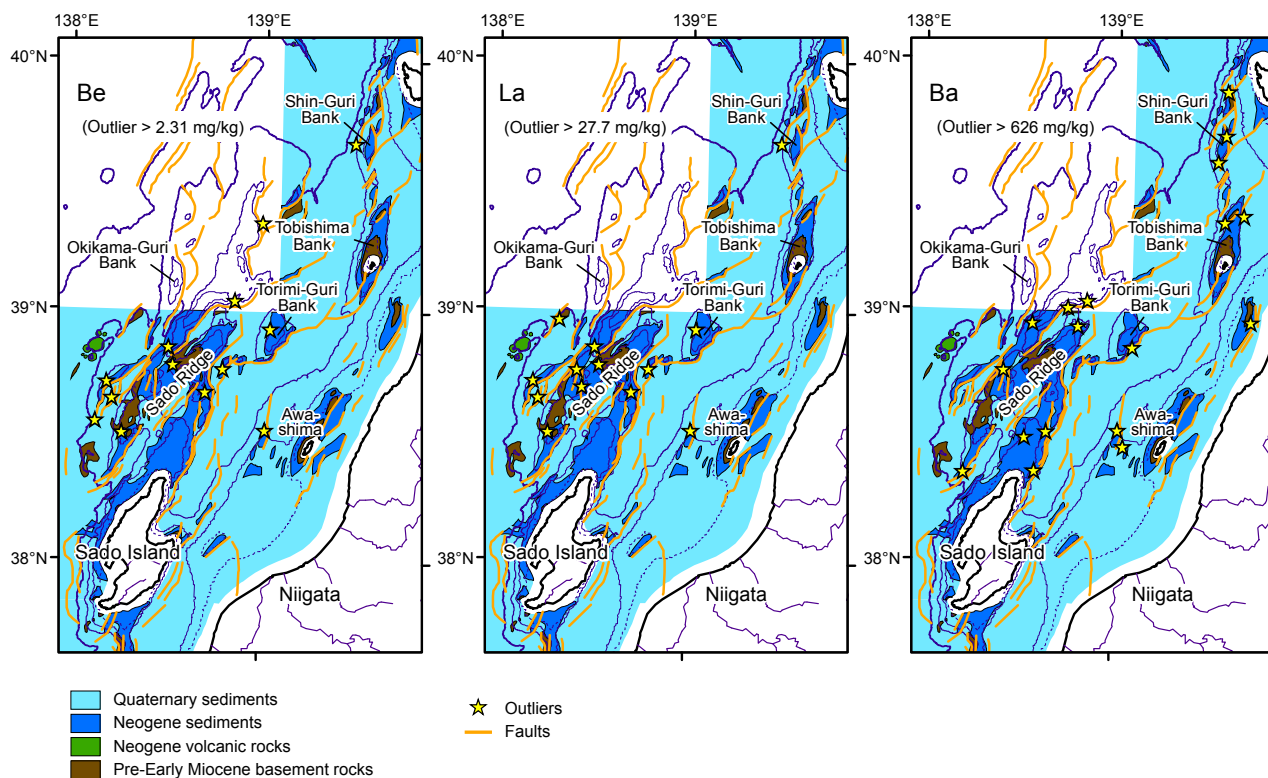 138°E
139°E
138°E
139°E
138°E
139°E
40°N
Be
(Outlier > 2.31 mg/kg)
Shin-Guri
Bank
Tobishima
Bank
Okikama-Guri
Bank
Torimi-Guri
Bank
39°N
Sado Ridge
Awa-
shima
38°N
Sado Island
Niigata
40°N
La
(Outlier > 27.7 mg/kg)
Shin-Guri
Bank
Tobishima
Bank
Okikama-Guri
Bank
Torimi-Guri
Bank
39°N
Sado Ridge
Awa-
shima
38°N
Sado Island
Niigata
40°N
Ba
(Outlier > 626 mg/kg)
Shin-Guri
Bank
Tobishima
Bank
Okikama-Guri
Bank
Torimi-Guri
Bank
39°N
Sado Ridge
Awa-
shima
38°N
Sado Island
Niigata
Quaternary sediments
Neogene sediments
Neogene volcanic rocks
Pre-Early Miocene basement rocks
Outliers
Faults